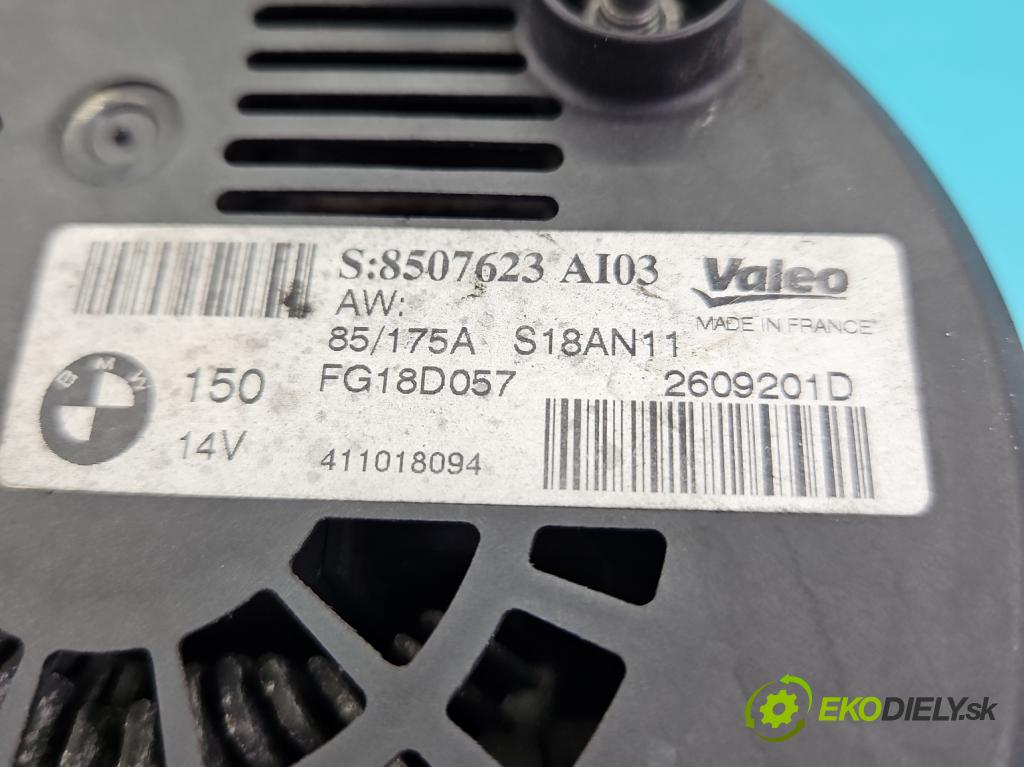 S:8507623 AI03
Valeo
AW:
MADE IN FRANCE
85/175A S18AN11
BMW
150
FG18D057
2609201D
14V
411018094
EKODIELY.sk